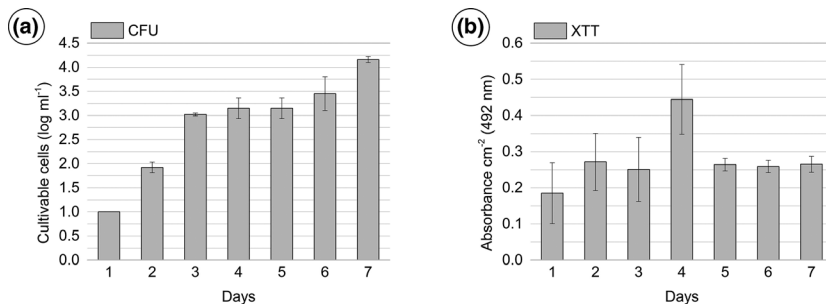 (a)
CFU
Cultivable cells (log ml⁻¹)
4.5
4.0
3.5
3.0
2.5
2.0
1.5
1.0
0.5
0.0
1 2 3 4 5 6 7
Days
(b)
XTT
Absorbance cm⁻² (492 nm)
0.6
0.5
0.4
0.3
0.2
0.1
0.0
1 2 3 4 5 6 7
Days